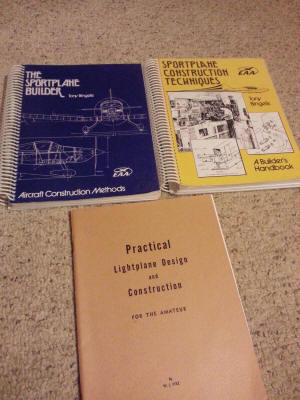 THE
SPORTPLANE
BUILDER
Tony Bingelis
EAA
Aircraft Construction Methods
SPORTPLANE
CONSTRUCTION
TECHNIQUES
EAA
Tony
Bingelis
A Builder's
Handbook
Practical
Lightplane Design
and
Construction
FOR THE AMATEUR
By